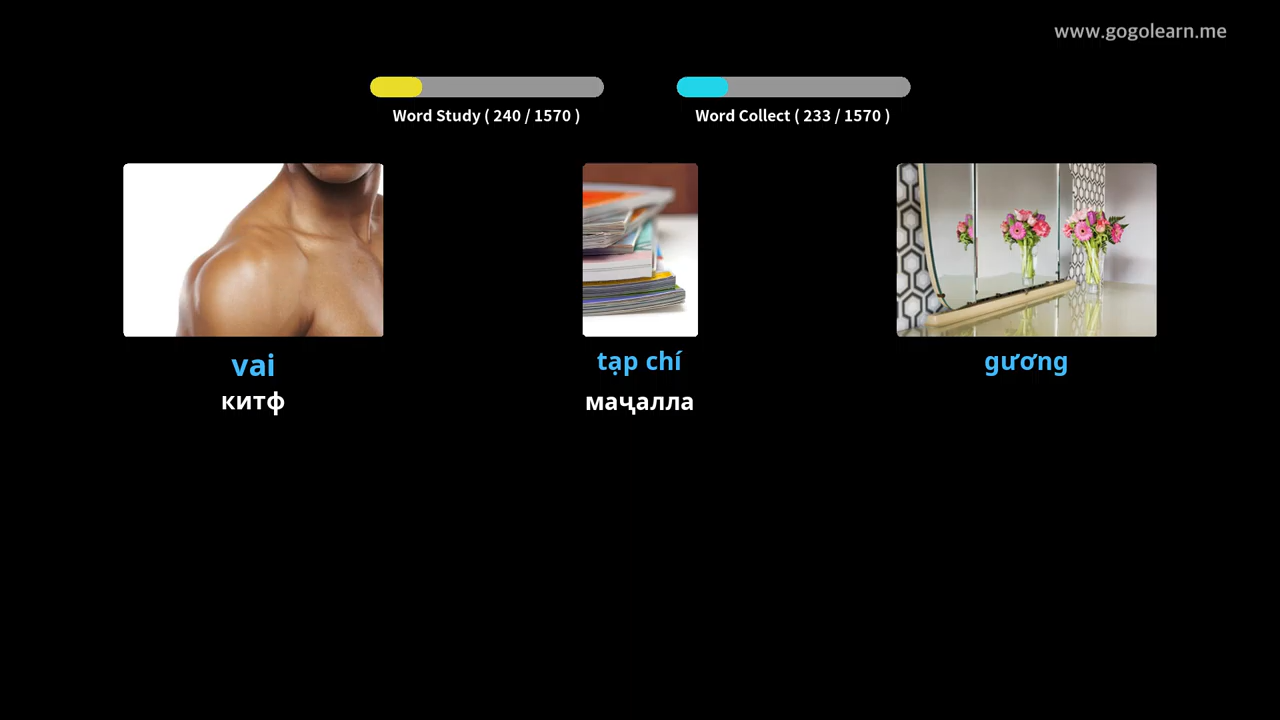 www.gogolearn.me
Word Study ( 240 / 1570 )
Word Collect ( 233 / 1570 )
vai
tạp chí
gương
китф
маҷалла